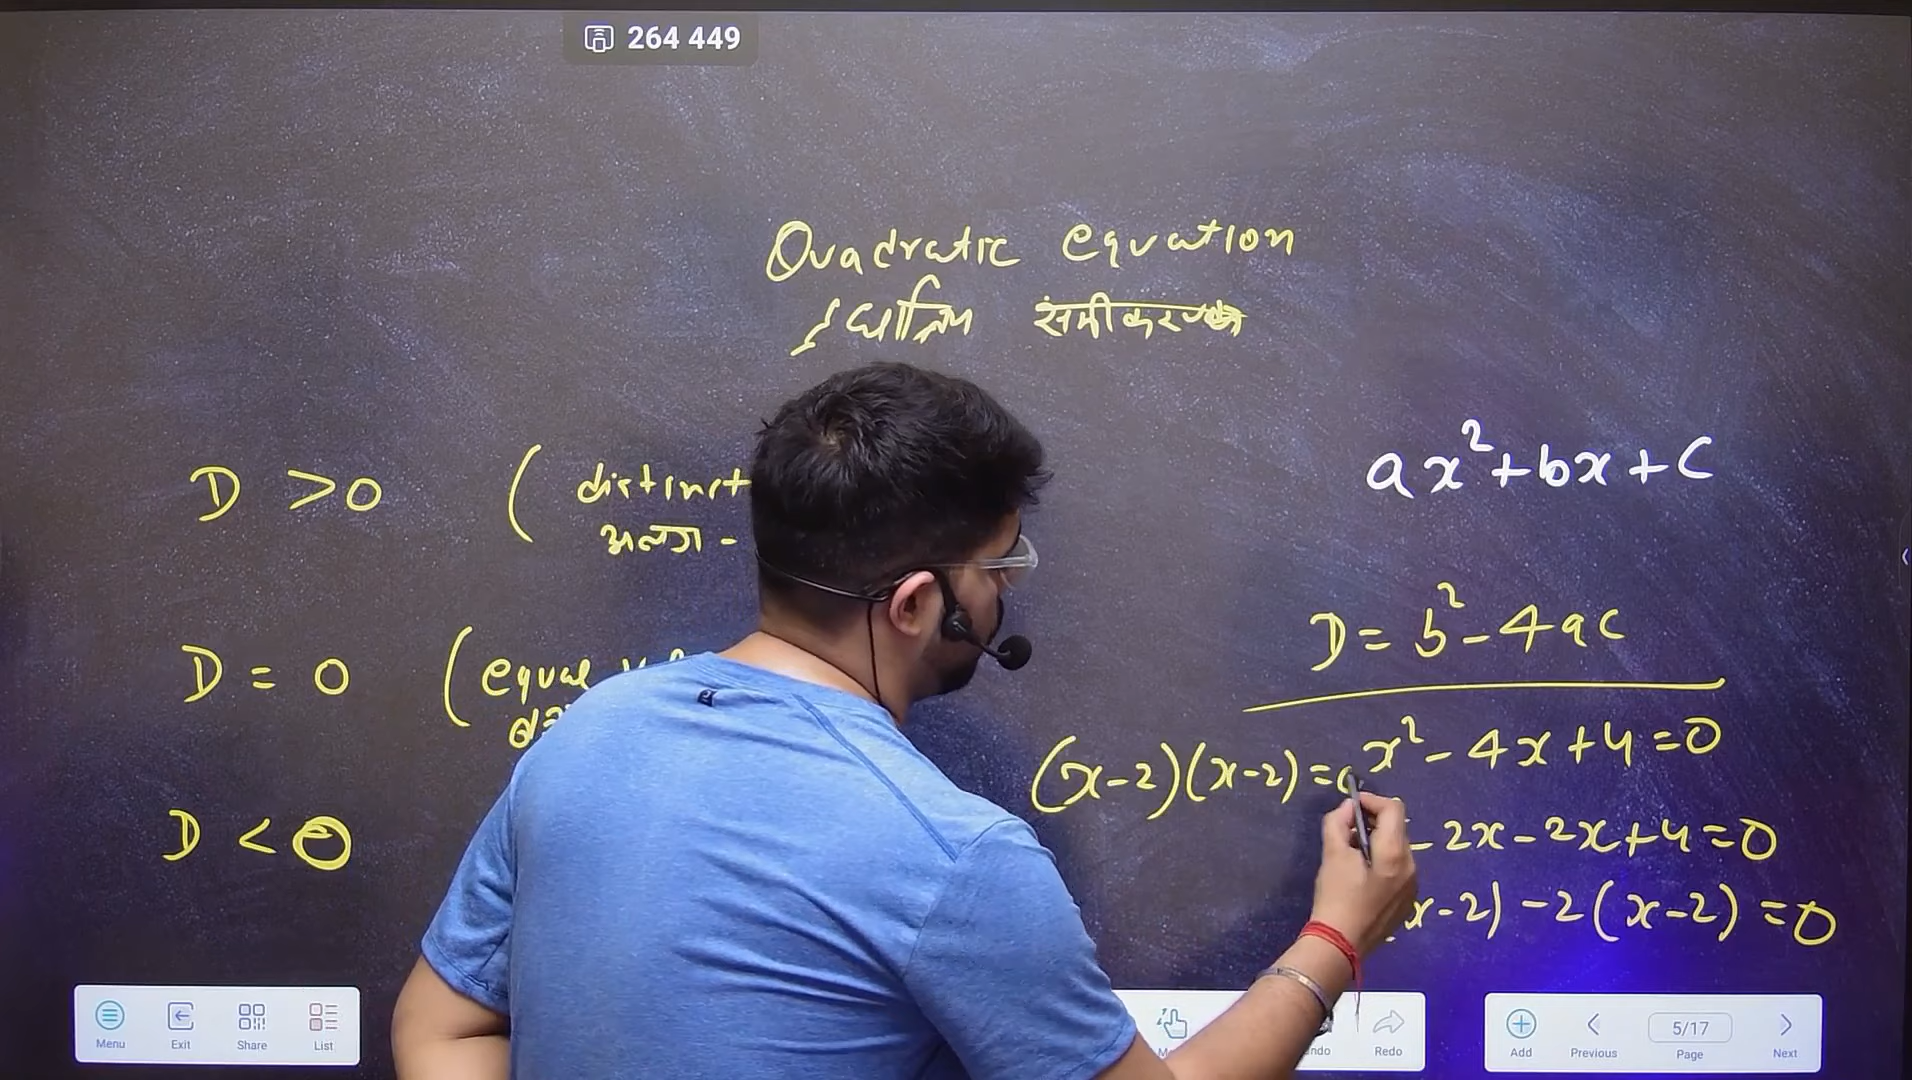 264 449
Quadratic equation
समीकरण
ax²+bx+c
D > 0 ( distinct
अलग -
D = b² - 4ac
D = 0 (equal
x² - 4x + 4 = 0
(x-2)(x-2) =
D < 0
- 2x - 2x + 4 = 0
x-2) - 2(x-2) = 0
Menu Exit Share List
Redo
Add Previous 5/17 Page Next